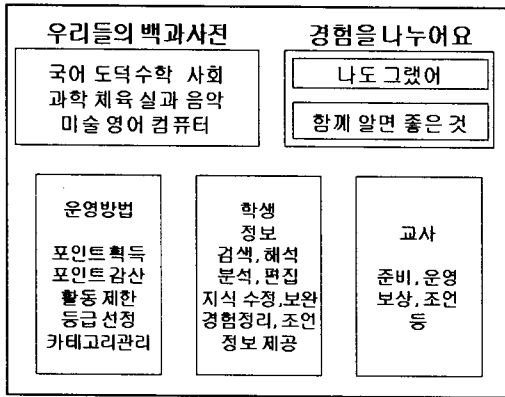 우리들의 백과사전
국어 도덕수학 사회
과학 체육 실과 음악
미술 영어 컴퓨터
경험을 나누어요
나도 그랬어
함께 알면 좋은 것
운영방법
포인트 획득
포인트 감산
활동 제한
등급 선정
카테고리관리
학생
정보
검색, 해석
분석, 편집
지식 수정,보완
경험정리, 조언
정보 제공
교사
준비, 운영
보상, 조언
등